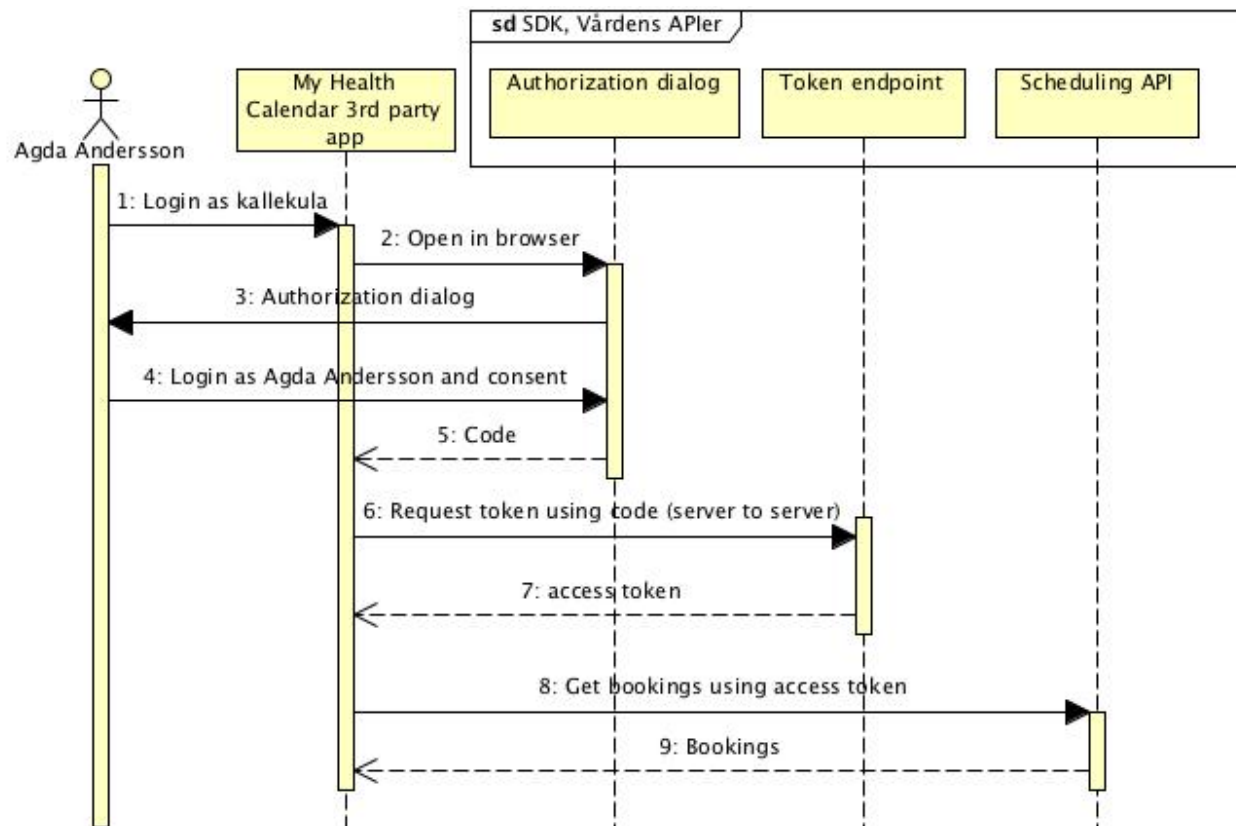 sd SDK, Vårdens APIer
My Health
Calendar 3rd party
app
Authorization dialog
Token endpoint
Scheduling API
Agda Andersson
1: Login as kallekula
2: Open in browser
3: Authorization dialog
4: Login as Agda Andersson and consent
5: Code
6: Request token using code (server to server)
7: access token
8: Get bookings using access token
9: Bookings